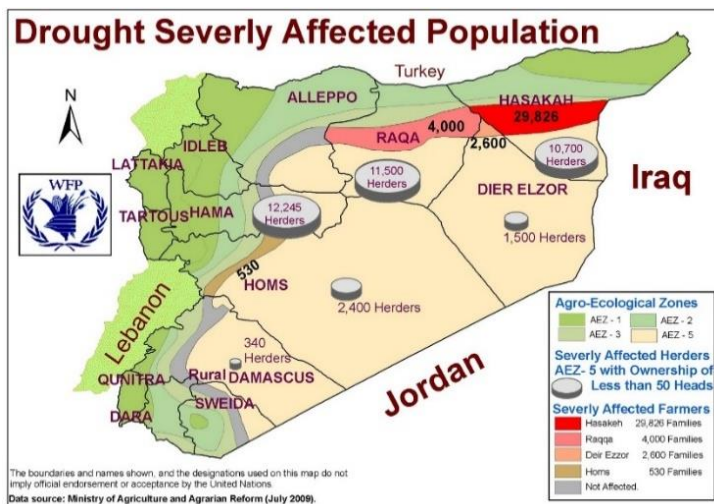 Drought Severly Affected Population
Turkey
N
ALLEPPO
HASAKAH
29,826
4,000
RAQA
2,600
IDLEB
10,700
Herders
LATTAKIA
11,500
Herders
DIER ELZOR
Iraq
WFP
TARTOUS
HAMA
12,245
Herders
1,500 Herders
530
HOMS
2,400 Herders
Lebanon
340
Herders
QUNITRA
Rural DAMASCUS
Jordan
DARA
SWEIDA
Agro-Ecological Zones
AEZ - 1
AEZ - 2
AEZ - 3
AEZ - 5
Severly Affected Herders
AEZ- 5 with Ownership of
Less than 50 Heads
Severly Affected Farmers
Hasakeh 29,826 Families
Raqqa 4,000 Families
Deir Ezzor 2,600 Families
Homs 530 Families
Not Affected.
The boundaries and names shown, and the designations used on this map do not
imply official endorsement or acceptance by the United Nations.
Data source: Ministry of Agriculture and Agrarian Reform (July 2009).